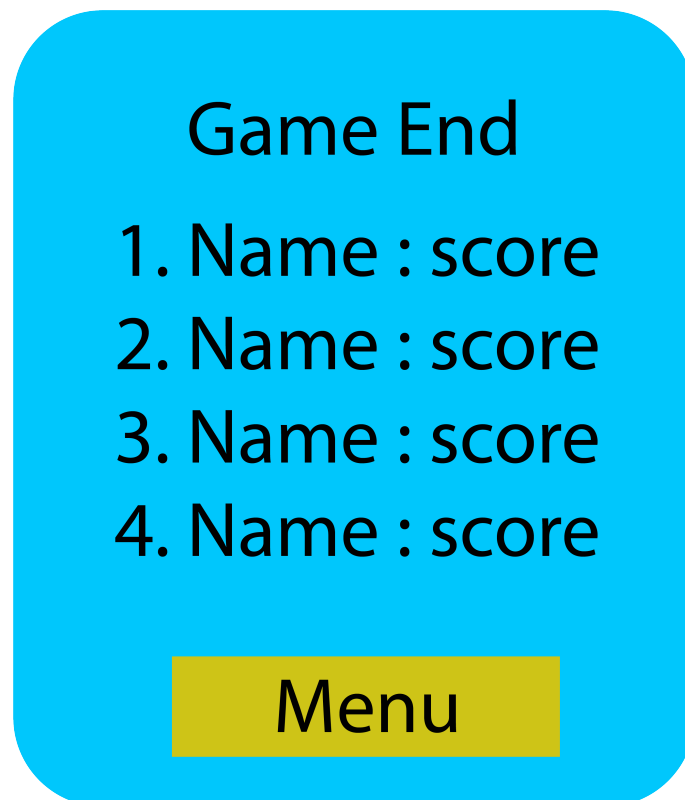 Game End
1. Name : score
2. Name : score
3. Name : score
4. Name : score
Menu